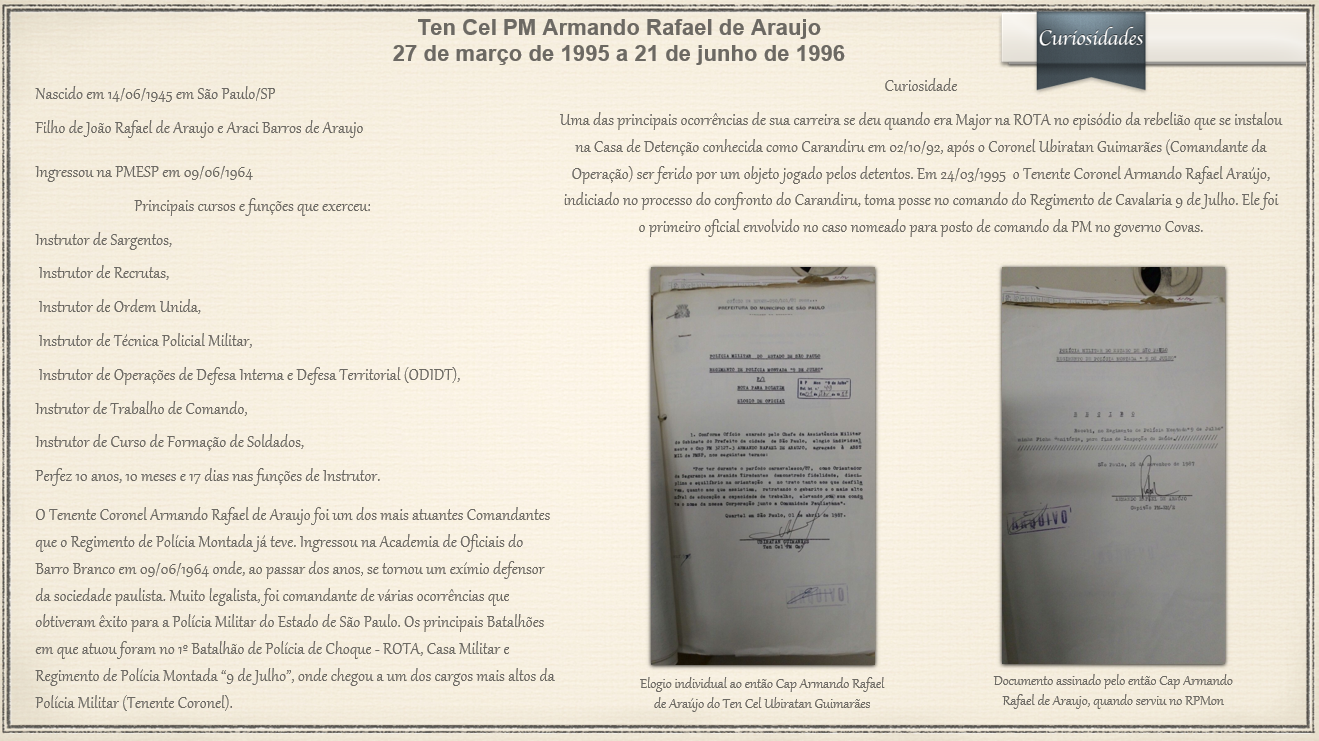 Ten Cel PM Armando Rafael de Araujo
27 de março de 1995 a 21 de junho de 1996
Curiosidades
Nascido em 14/06/1945 em São Paulo/SP
Filho de João Rafael de Araujo e Araci Barros de Araujo
Ingressou na PMESP em 09/06/1964
Principais cursos e funções que exerceu:
Instrutor de Sargentos,
Instrutor de Recrutas,
Instrutor de Ordem Unida,
Instrutor de Técnica Policial Militar,
Instrutor de Operações de Defesa Interna e Defesa Territorial (ODIDT),
Instrutor de Trabalho de Comando,
Instrutor de Curso de Formação de Soldados,
Perfez 10 anos, 10 meses e 17 dias nas funções de Instrutor.
O Tenente Coronel Armando Rafael de Araujo foi um dos mais atuantes Comandantes
que o Regimento de Polícia Montada já teve. Ingressou na Academia de Oficiais do
Barro Branco em 09/06/1964 onde, ao passar dos anos, se tornou um exímio defensor
da sociedade paulista. Muito legalista, foi comandante de várias ocorrências que
obtiveram êxito para a Polícia Militar do Estado de São Paulo. Os principais Batalhões
em que atuou foram no 1º Batalhão de Polícia de Choque - ROTA, Casa Militar e
Regimento de Polícia Montada “9 de Julho”, onde chegou a um dos cargos mais altos da
Polícia Militar (Tenente Coronel).
Curiosidade
Uma das principais ocorrências de sua carreira se deu quando era Major na ROTA no episódio da rebelião que se instalou
na Casa de Detenção conhecida como Carandiru em 02/10/92, após o Coronel Ubiratan Guimarães (Comandante da
Operação) ser ferido por um objeto jogado pelos detentos. Em 24/03/1995 o Tenente Coronel Armando Rafael Araújo,
indiciado no processo do confronto do Carandiru, toma posse no comando do Regimento de Cavalaria 9 de Julho. Ele foi
o primeiro oficial envolvido no caso nomeado para posto de comando da PM no governo Covas.
PREFEITURA DO MUNICÍPIO DE SÃO PAULO
POLÍCIA MILITAR DO ESTADO DE SÃO PAULO
REGIMENTO DE POLÍCIA MONTADA "9 DE JULHO"
P/1
NOTA PARA BOLETIM
ELOGIO DE OFICIAL
Quartel em São Paulo, 01 de abril de 1987.
UBIRATAN GUIMARÃES
Ten Cel PM Cmt
ARQUIVO
Elogio individual ao então Cap Armando Rafael
de Araújo do Ten Cel Ubiratan Guimarães
POLÍCIA MILITAR DO ESTADO DE SÃO PAULO
REGIMENTO DE POLÍCIA MONTADA "9 DE JULHO"
R E C I B O
ARMANDO RAFAEL DE ARAÚJO
ARQUIVO
Documento assinado pelo então Cap Armando
Rafael de Araujo, quando serviu no RPMon